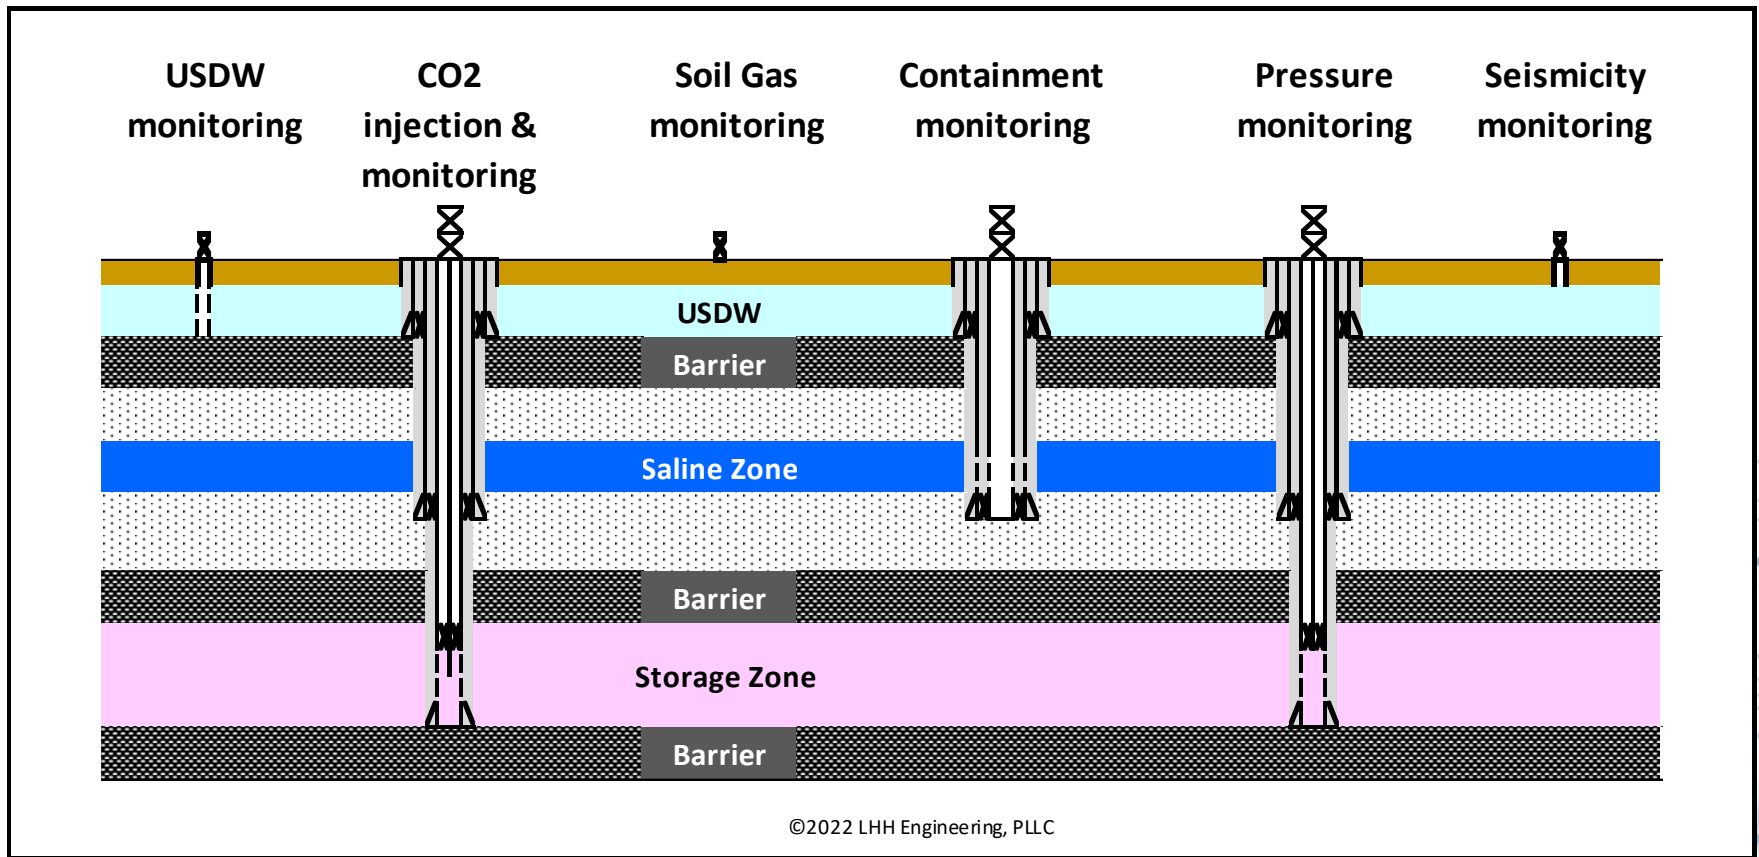 USDW
monitoring
CO2
injection &
monitoring
Soil Gas
monitoring
Containment
monitoring
Pressure
monitoring
Seismicity
monitoring
USDW
Barrier
Saline Zone
Barrier
Storage Zone
Barrier
©2022 LHH Engineering, PLLC